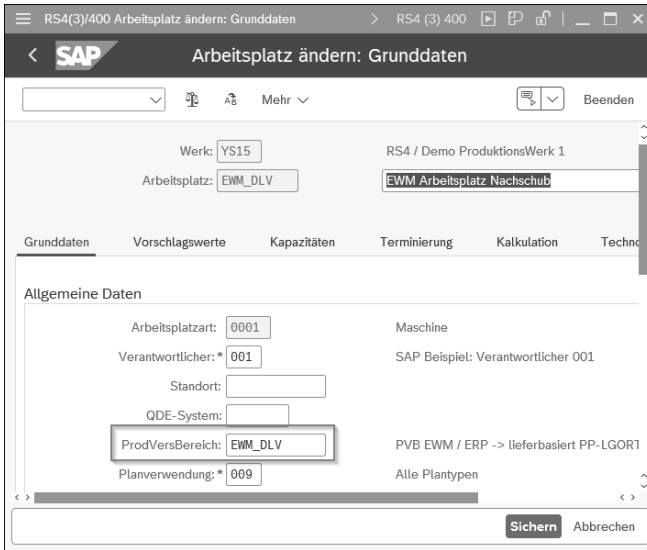 RS4(3)/400 Arbeitsplatz ändern: Grunddaten RS4 (3) 400
SAP Arbeitsplatz ändern: Grunddaten
Mehr Beenden
Werk: YS15 RS4 / Demo ProduktionsWerk 1
Arbeitsplatz: EWM_DLV EWM Arbeitsplatz Nachschub
Grunddaten Vorschlagswerte Kapazitäten Terminierung Kalkulation Techno
Allgemeine Daten
Arbeitsplatzart: 0001 Maschine
Verantwortlicher: * 001 SAP Beispiel: Verantwortlicher 001
Standort:
QDE-System:
ProdVersBereich: EWM_DLV PVB EWM / ERP -> lieferbasiert PP-LGORT
Planverwendung: * 009 Alle Plantypen
Sichern Abbrechen